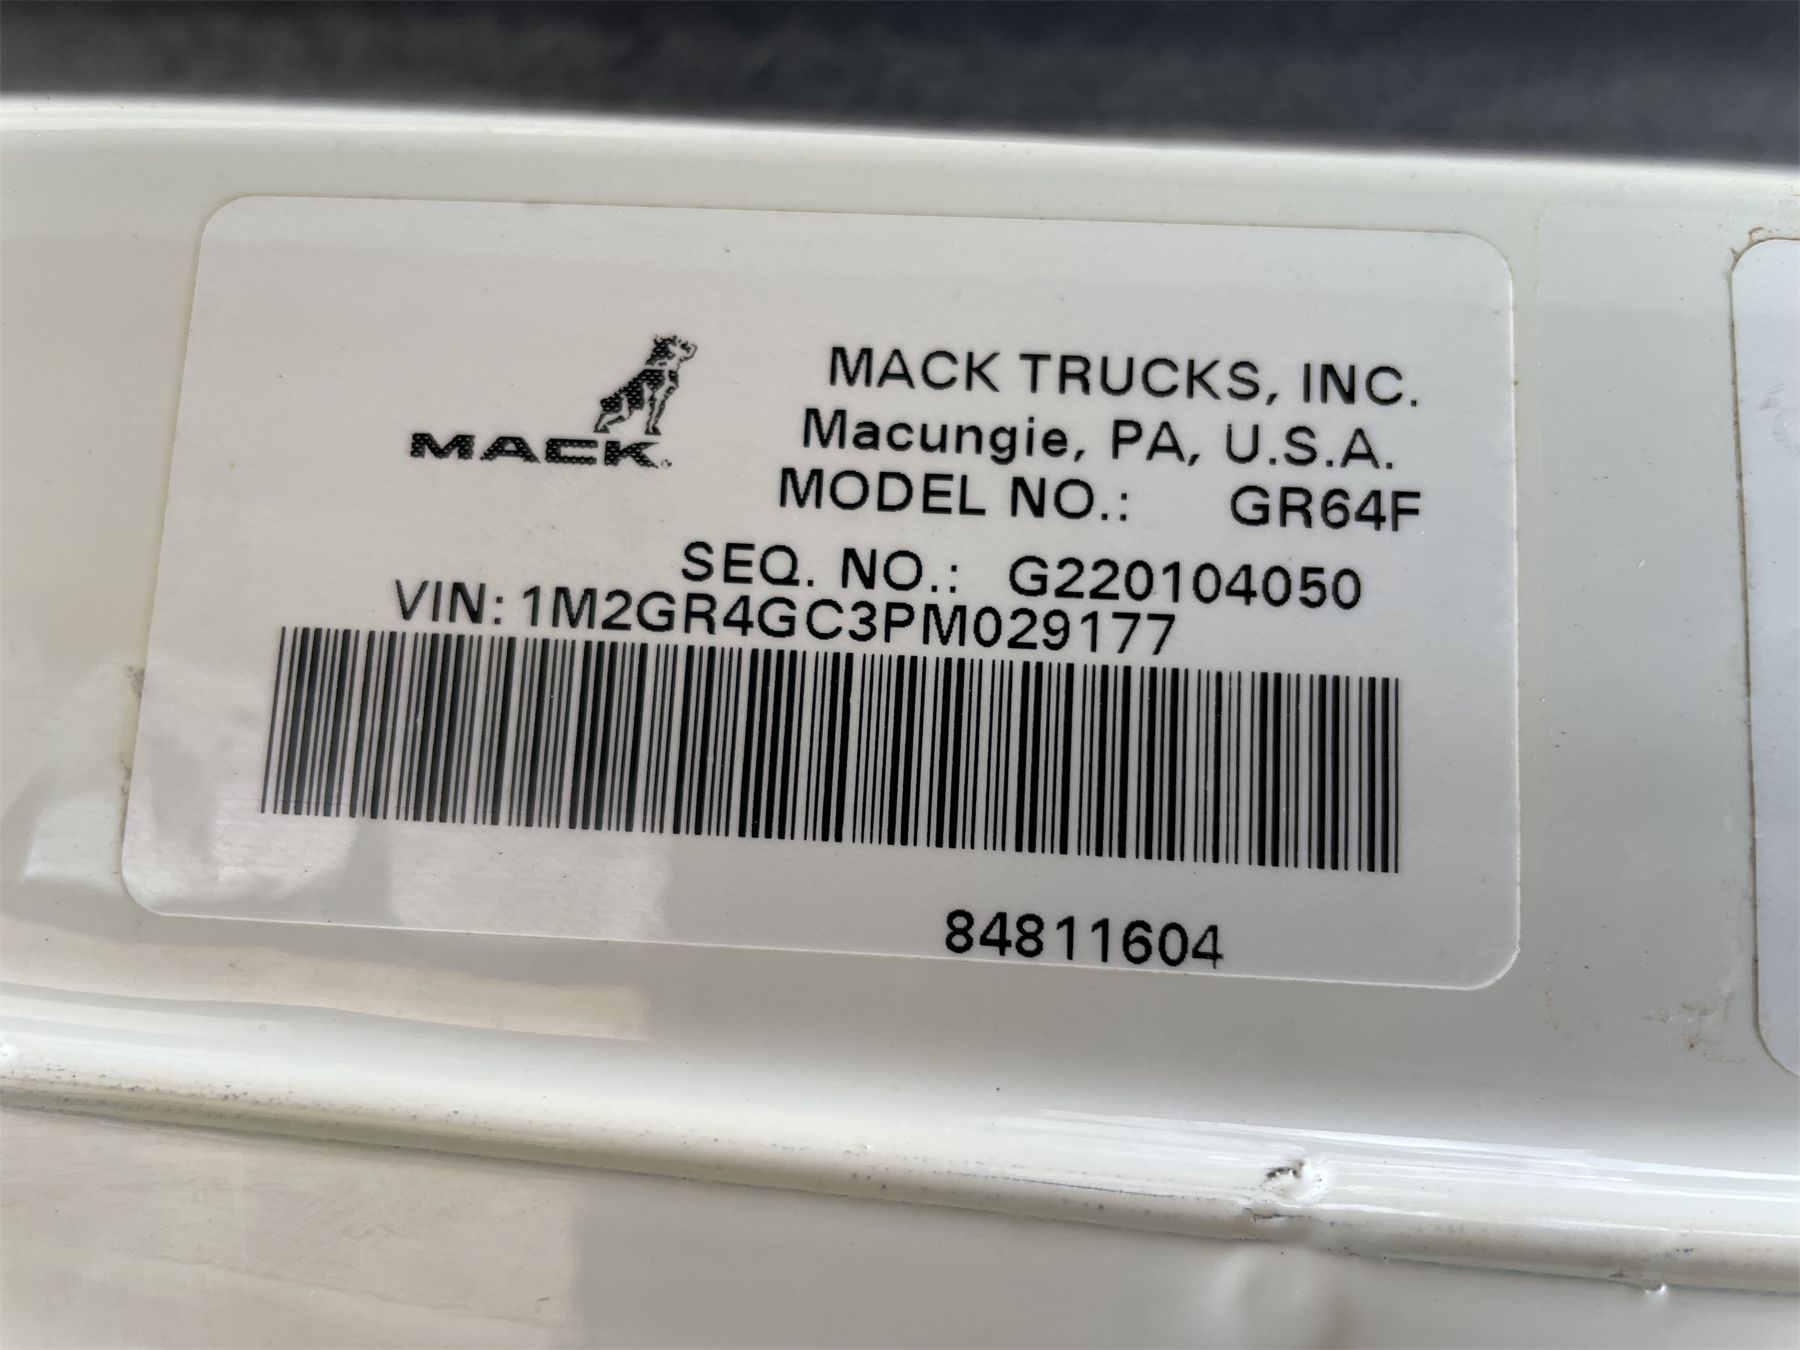 MACK
MACK TRUCKS, INC.
Macungie, PA, U.S.A.
MODEL NO.: GR64F
SEQ. NO.: G220104050
VIN: 1M2GR4GC3PM029177
84811604